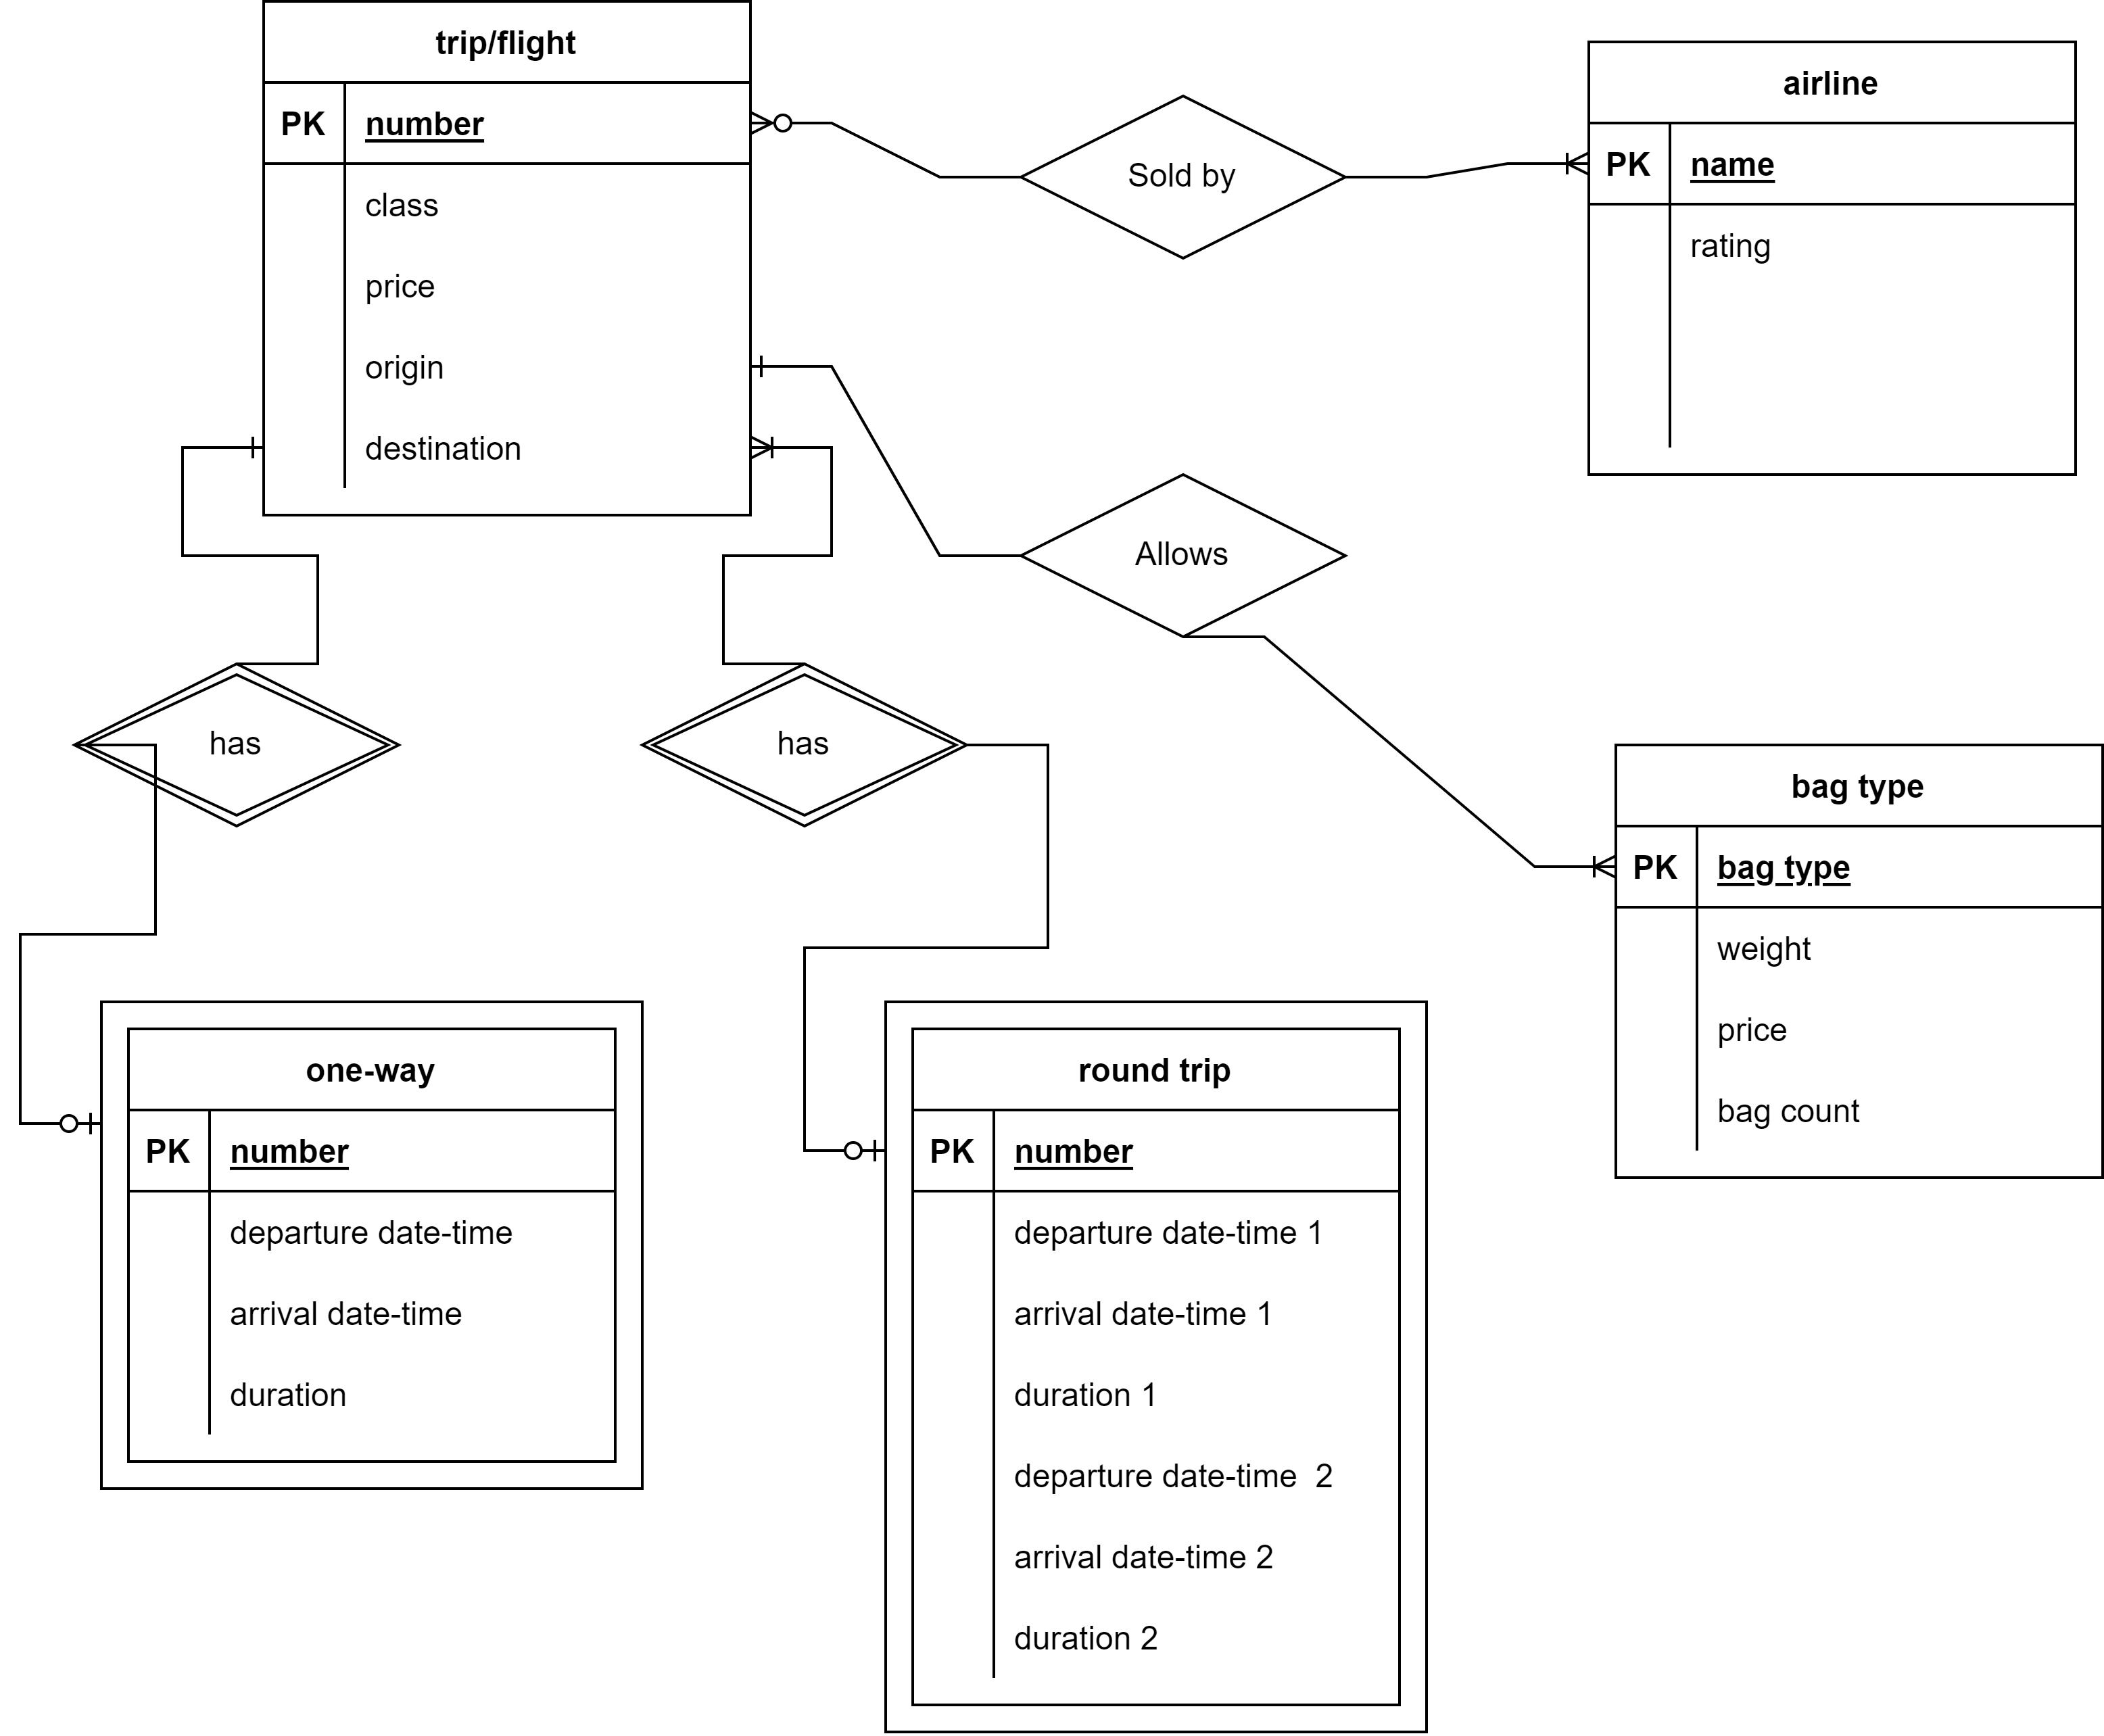 trip/flight
PK number
class
price
origin
destination
Sold by
airline
PK name
rating
Allows
has
has
bag type
PK bag type
weight
price
bag count
one-way
PK number
departure date-time
arrival date-time
duration
round trip
PK number
departure date-time 1
arrival date-time 1
duration 1
departure date-time  2
arrival date-time 2
duration 2